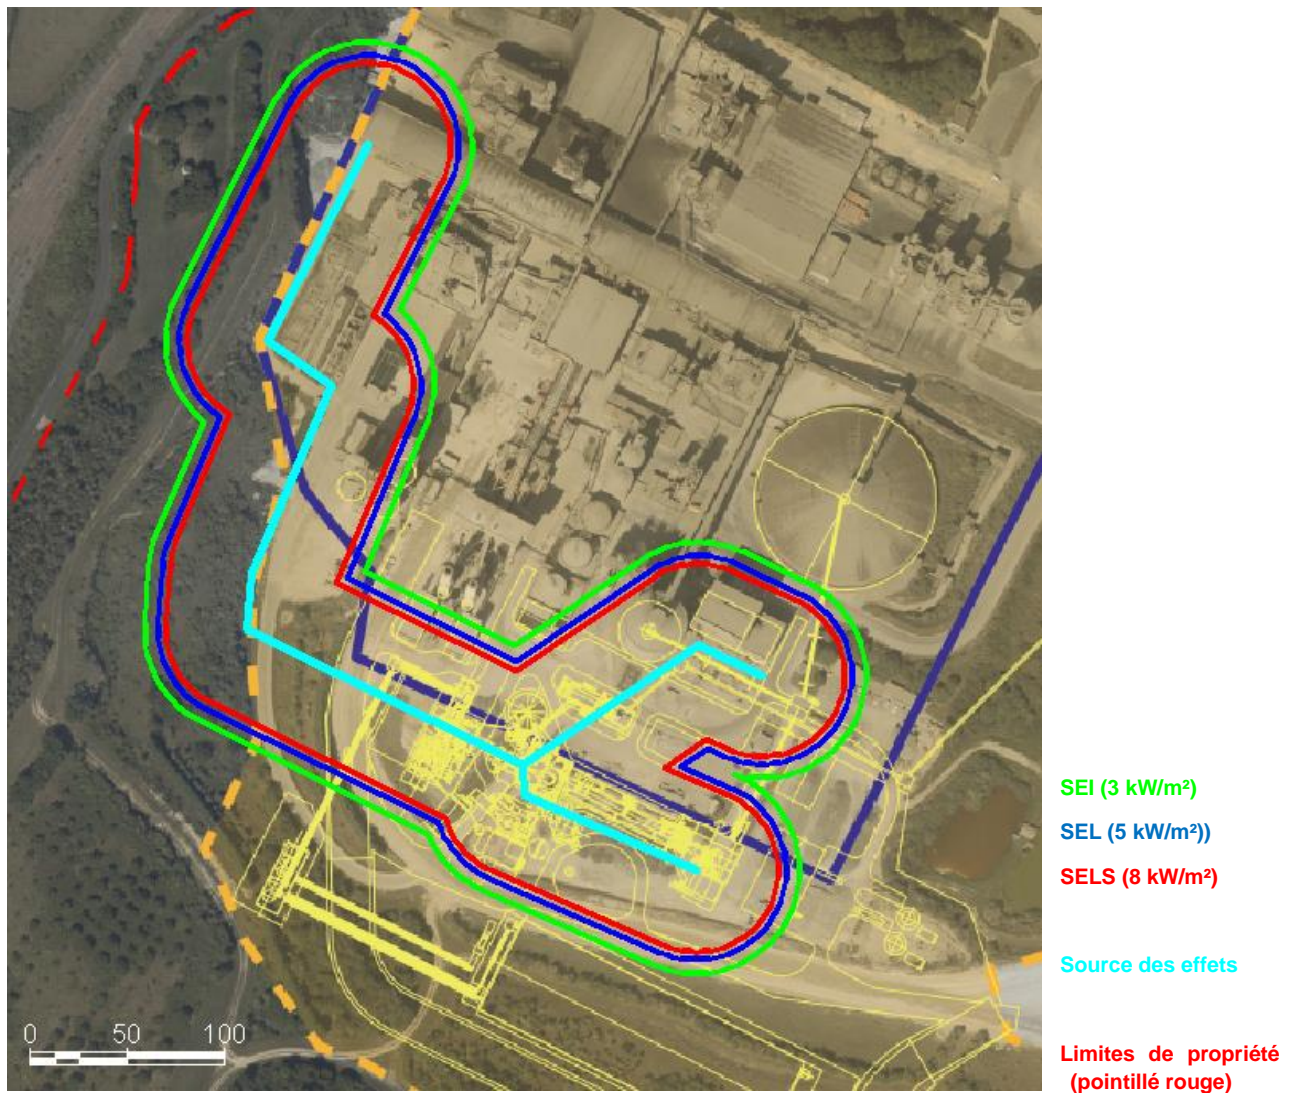 SEI (3 kW/m²)
SEL (5 kW/m²))
SELS (8 kW/m²)
Source des effets
0 50 100
Limites de propriété
(pointillé rouge)